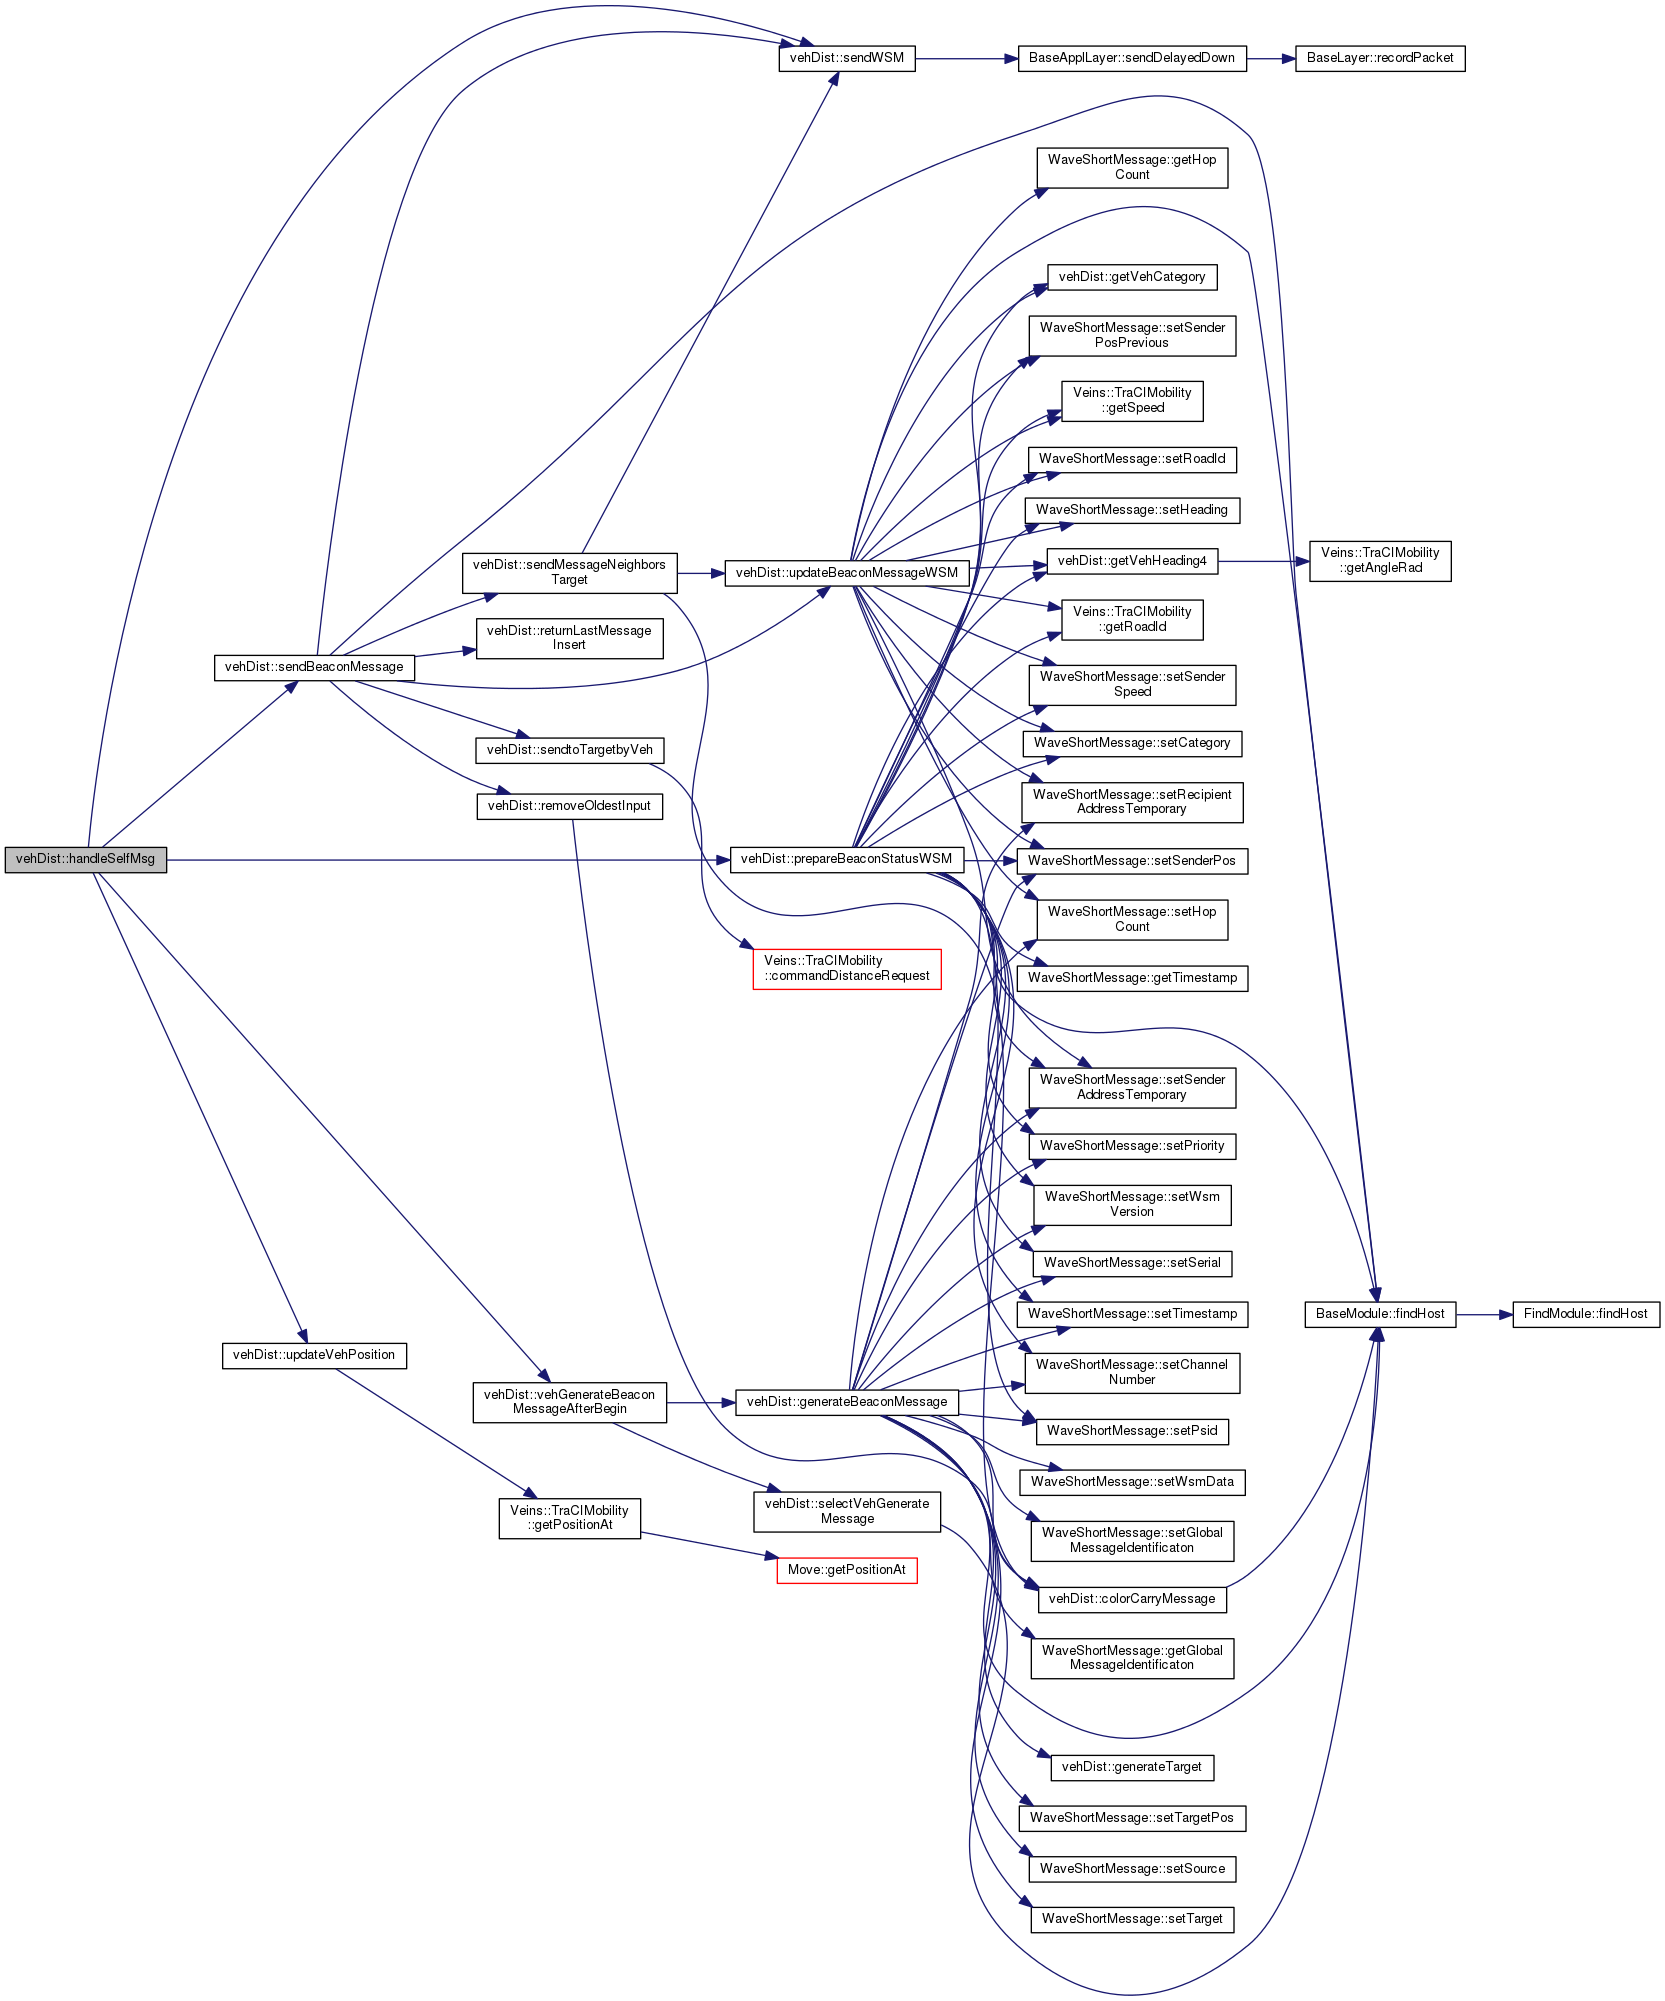 vehDist::handleSelfMsg
vehDist::sendBeaconMessage
vehDist::updateVehPosition
vehDist::sendMessageNeighbors
Target
vehDist::returnLastMessage
Insert
vehDist::sendtoTargetbyVeh
vehDist::removeOldestInput
vehDist::vehGenerateBeacon
MessageAfterBegin
Veins::TraCIMobility
::getPositionAt
vehDist::sendWSM
vehDist::updateBeaconMessageWSM
vehDist::prepareBeaconStatusWSM
Veins::TraCIMobility
::commandDistanceRequest
vehDist::generateBeaconMessage
vehDist::selectVehGenerate
Message
Move::getPositionAt
BaseApplLayer::sendDelayedDown
WaveShortMessage::getHop
Count
vehDist::getVehCategory
WaveShortMessage::setSender
PosPrevious
Veins::TraCIMobility
::getSpeed
WaveShortMessage::setRoadId
WaveShortMessage::setHeading
vehDist::getVehHeading4
Veins::TraCIMobility
::getRoadId
WaveShortMessage::setSender
Speed
WaveShortMessage::setCategory
WaveShortMessage::setRecipient
AddressTemporary
WaveShortMessage::setSenderPos
WaveShortMessage::setHop
Count
WaveShortMessage::getTimestamp
WaveShortMessage::setSender
AddressTemporary
WaveShortMessage::setPriority
WaveShortMessage::setWsm
Version
WaveShortMessage::setSerial
WaveShortMessage::setTimestamp
WaveShortMessage::setChannel
Number
WaveShortMessage::setPsid
WaveShortMessage::setWsmData
WaveShortMessage::setGlobal
MessageIdentificaton
vehDist::colorCarryMessage
WaveShortMessage::getGlobal
MessageIdentificaton
vehDist::generateTarget
WaveShortMessage::setTargetPos
WaveShortMessage::setSource
WaveShortMessage::setTarget
BaseLayer::recordPacket
Veins::TraCIMobility
::getAngleRad
BaseModule::findHost
FindModule::findHost